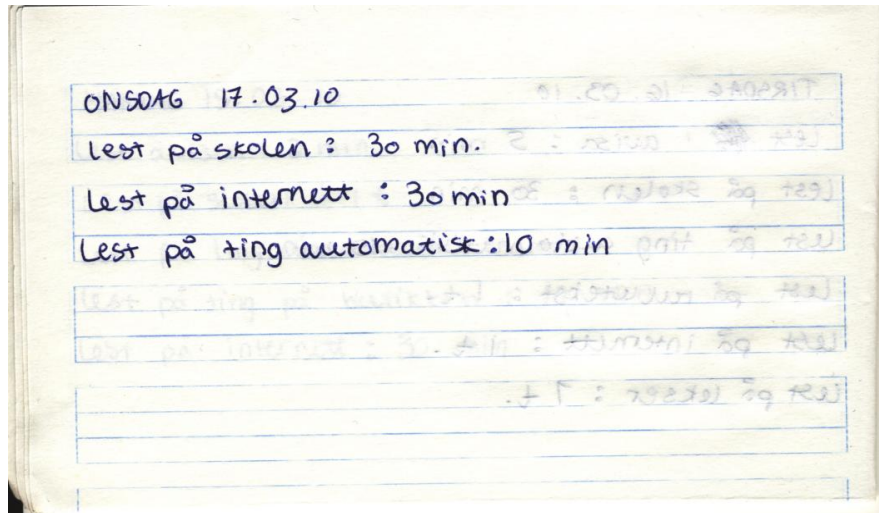 ONSDAG 17.03.10
Lest på skolen : 30 min.
Lest på internett : 30 min
Lest på ting automatisk : 10 min